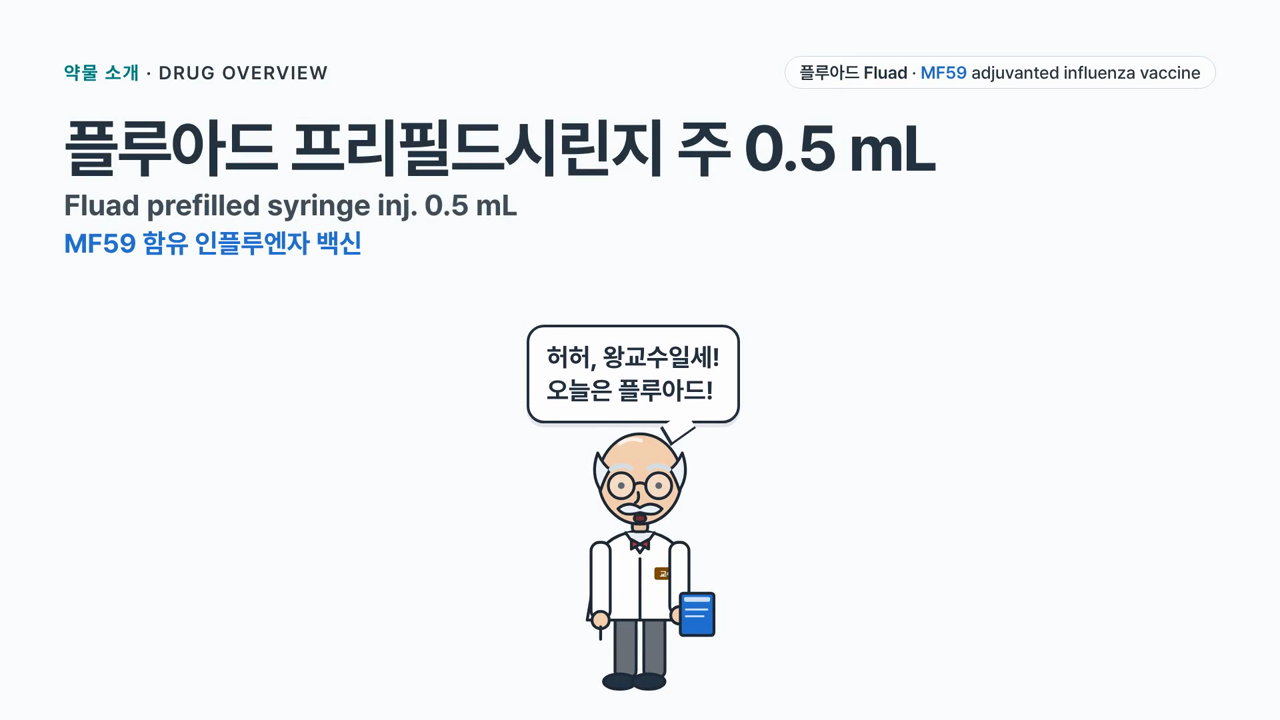 약물 소개 · DRUG OVERVIEW
플루아드 Fluad · MF59 adjuvanted influenza vaccine
플루아드 프리필드시린지 주 0.5 mL
Fluad prefilled syringe inj. 0.5 mL
MF59 함유 인플루엔자 백신
허허, 왕교수일세!
오늘은 플루아드!